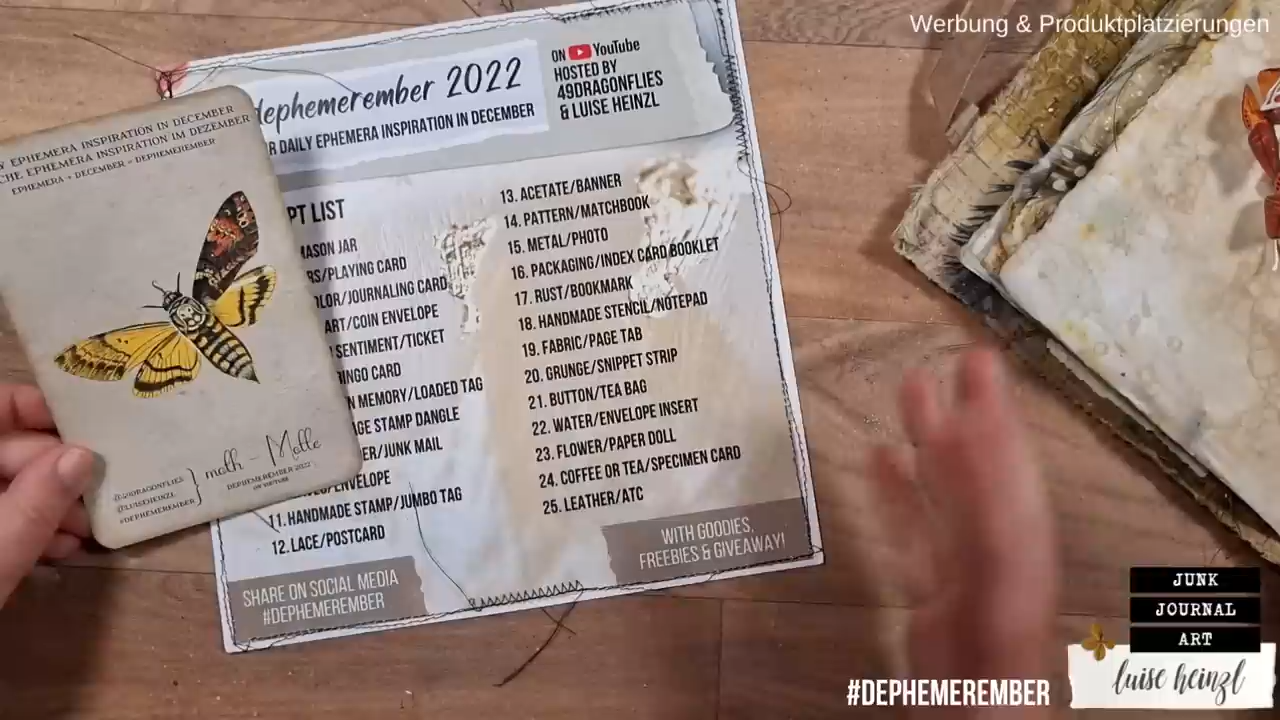 Werbung & Produktplatzierungen
dephemerember 2022
DAILY EPHEMERA INSPIRATION IN DECEMBER
ON YouTube
HOSTED BY
49DRAGONFLIES
& LUISE HEINZL
EPHEMERA INSPIRATION IN DECEMBER
EPHEMERA INSPIRATION IM DEZEMBER
EPHEMERA + DECEMBER = DEPHEMEREMBER
moth - Motte
DEPHEMEREMBER 2022
ON YOUTUBE
@49DRAGONFLIES
@LUISEHEINZL
#DEPHEMEREMBER
LIST
JAR
/PLAYING CARD
/JOURNALING CARD
ART/COIN ENVELOPE
SENTIMENT/TICKET
CARD
MEMORY/LOADED TAG
STAMP DANGLE
/JUNK MAIL
/ENVELOPE
11. HANDMADE STAMP/JUMBO TAG
12. LACE/POSTCARD
13. ACETATE/BANNER
14. PATTERN/MATCHBOOK
15. METAL/PHOTO
16. PACKAGING/INDEX CARD BOOKLET
17. RUST/BOOKMARK
18. HANDMADE STENCIL/NOTEPAD
19. FABRIC/PAGE TAB
20. GRUNGE/SNIPPET STRIP
21. BUTTON/TEA BAG
22. WATER/ENVELOPE INSERT
23. FLOWER/PAPER DOLL
24. COFFEE OR TEA/SPECIMEN CARD
25. LEATHER/ATC
SHARE ON SOCIAL MEDIA
#DEPHEMEREMBER
WITH GOODIES,
FREEBIES & GIVEAWAY!
#DEPHEMEREMBER
JUNK
JOURNAL
ART
luise heinzl